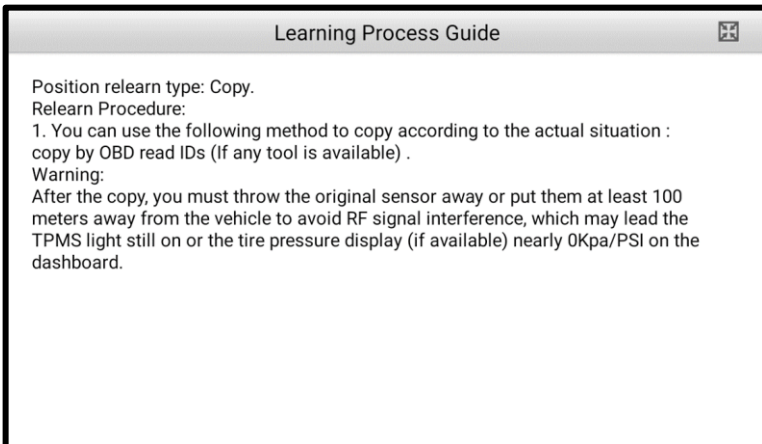 Learning Process Guide
Position relearn type: Copy.
Relearn Procedure:
1. You can use the following method to copy according to the actual situation :
copy by OBD read IDs (If any tool is available) .
Warning:
After the copy, you must throw the original sensor away or put them at least 100
meters away from the vehicle to avoid RF signal interference, which may lead the
TPMS light still on or the tire pressure display (if available) nearly 0Kpa/PSI on the
dashboard.